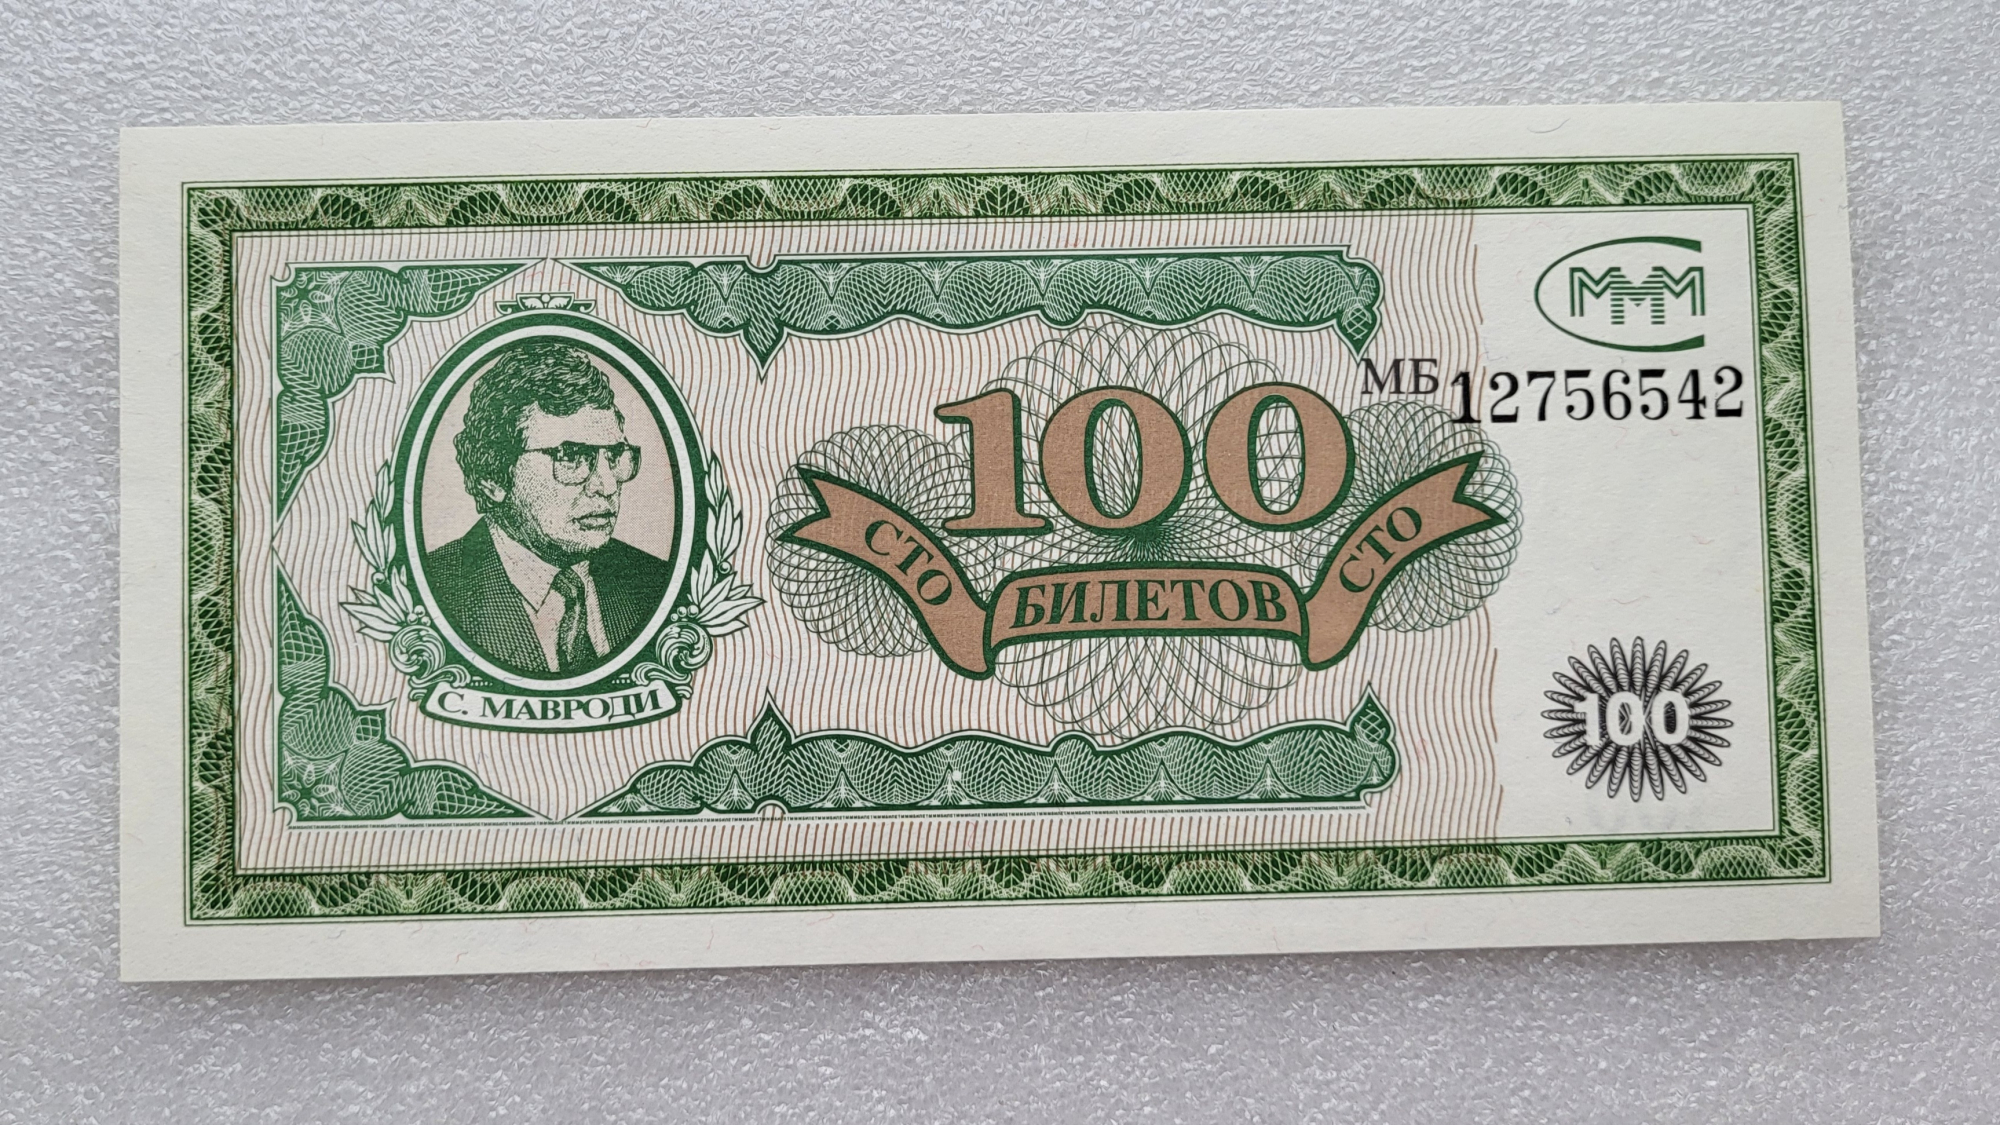 МММ
МБ 12756542
100
СТО БИЛЕТОВ СТО
С. МАВРОДИ
100